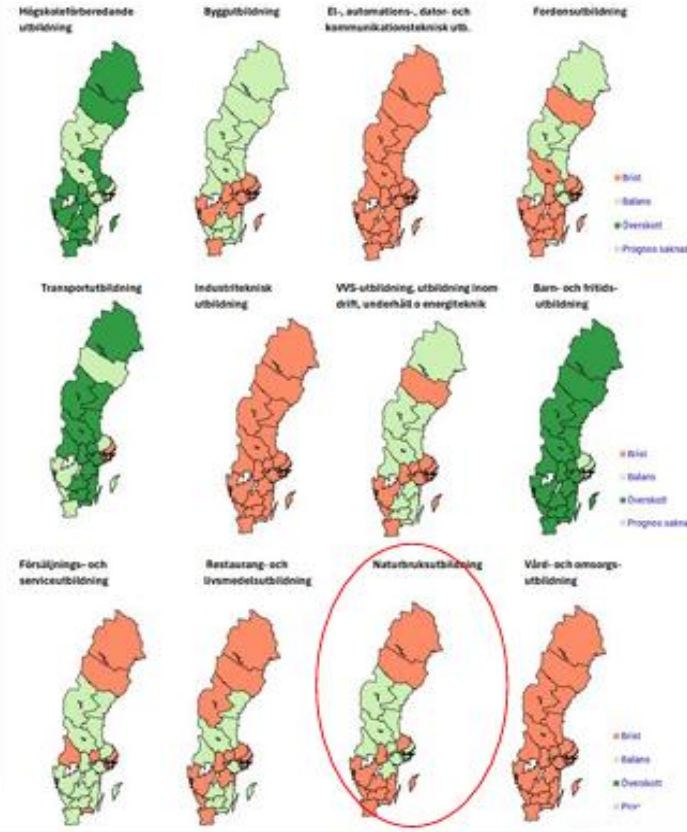 Högskoleförberedande
utbildning
Byggutbildning
El-, automations-, dator- och
kommunikationsteknisk utb.
Fordonsutbildning
Brist
Balans
Överskott
Prognos saknas
Transportutbildning
Industriteknisk
utbildning
VVS-utbildning, utbildning inom
drift, underhåll o energiteknik
Barn- och fritids-
utbildning
Brist
Balans
Överskott
Prognos sakna
Försäljnings- och
serviceutbildning
Restaurang- och
livsmedelsutbildning
Naturbruksutbildning
Vård- och omsorgs-
utbildning
Brist
Balans
Överskott